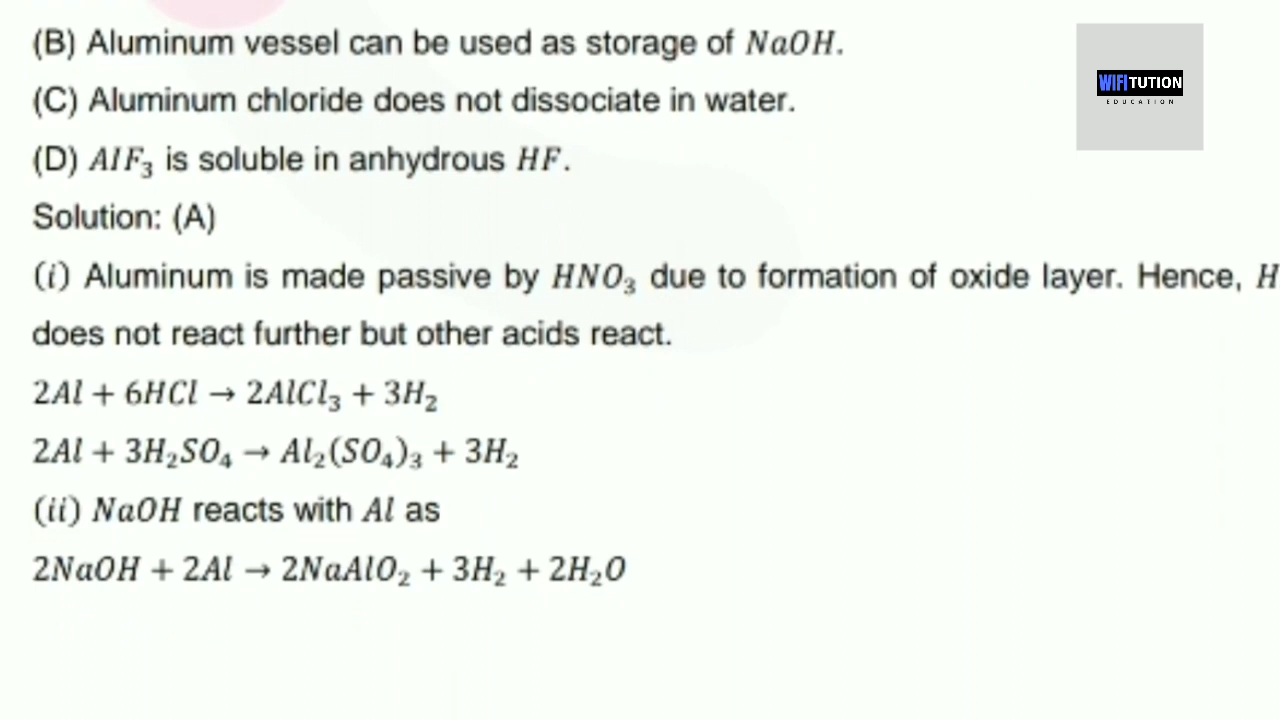 (B) Aluminum vessel can be used as storage of NaOH.
WIFITUTION
EDUCATION
(C) Aluminum chloride does not dissociate in water.
(D) AlF₃ is soluble in anhydrous HF.
Solution: (A)
(i) Aluminum is made passive by HNO₃ due to formation of oxide layer. Hence, H
does not react further but other acids react.
2Al + 6HCl → 2AlCl₃ + 3H₂
2Al + 3H₂SO₄ → Al₂(SO₄)₃ + 3H₂
(ii) NaOH reacts with Al as
2NaOH + 2Al → 2NaAlO₂ + 3H₂ + 2H₂O